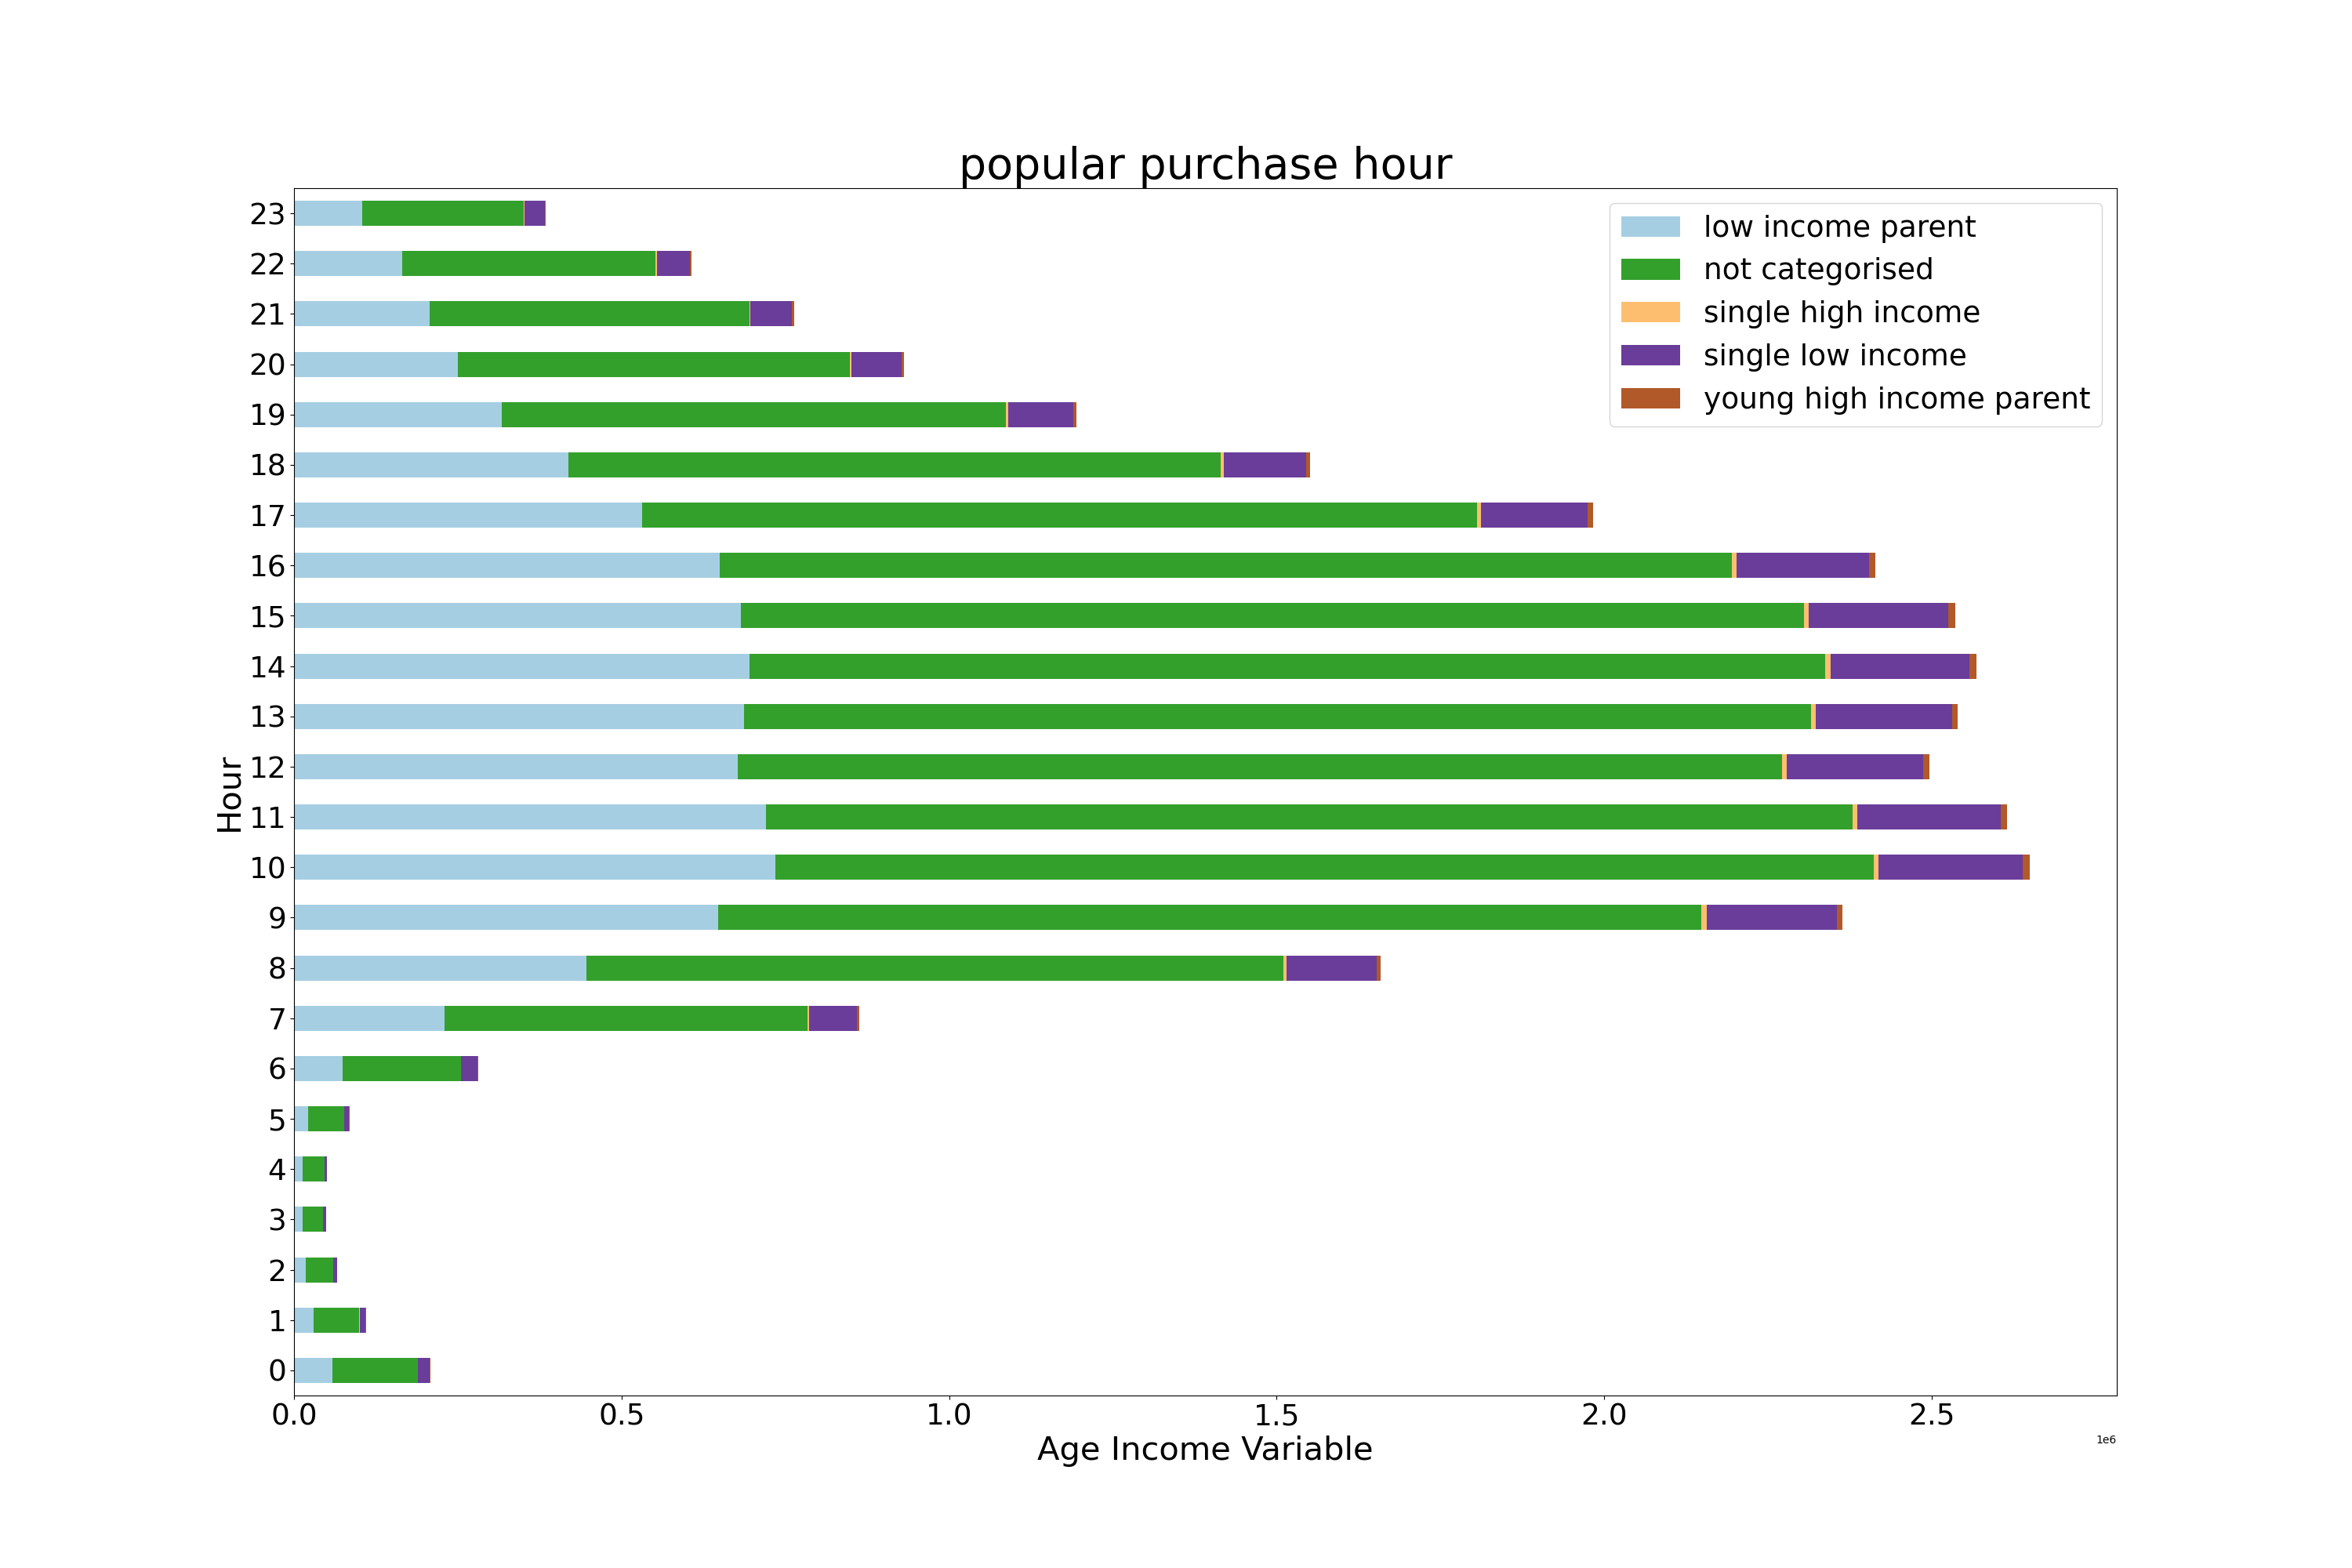 popular purchase hour
low income parent
not categorised
single high income
single low income
young high income parent
Hour
23
22
21
20
19
18
17
16
15
14
13
12
11
10
9
8
7
6
5
4
3
2
1
0
0.0 0.5 1.0 1.5 2.0 2.5
1e6
Age Income Variable